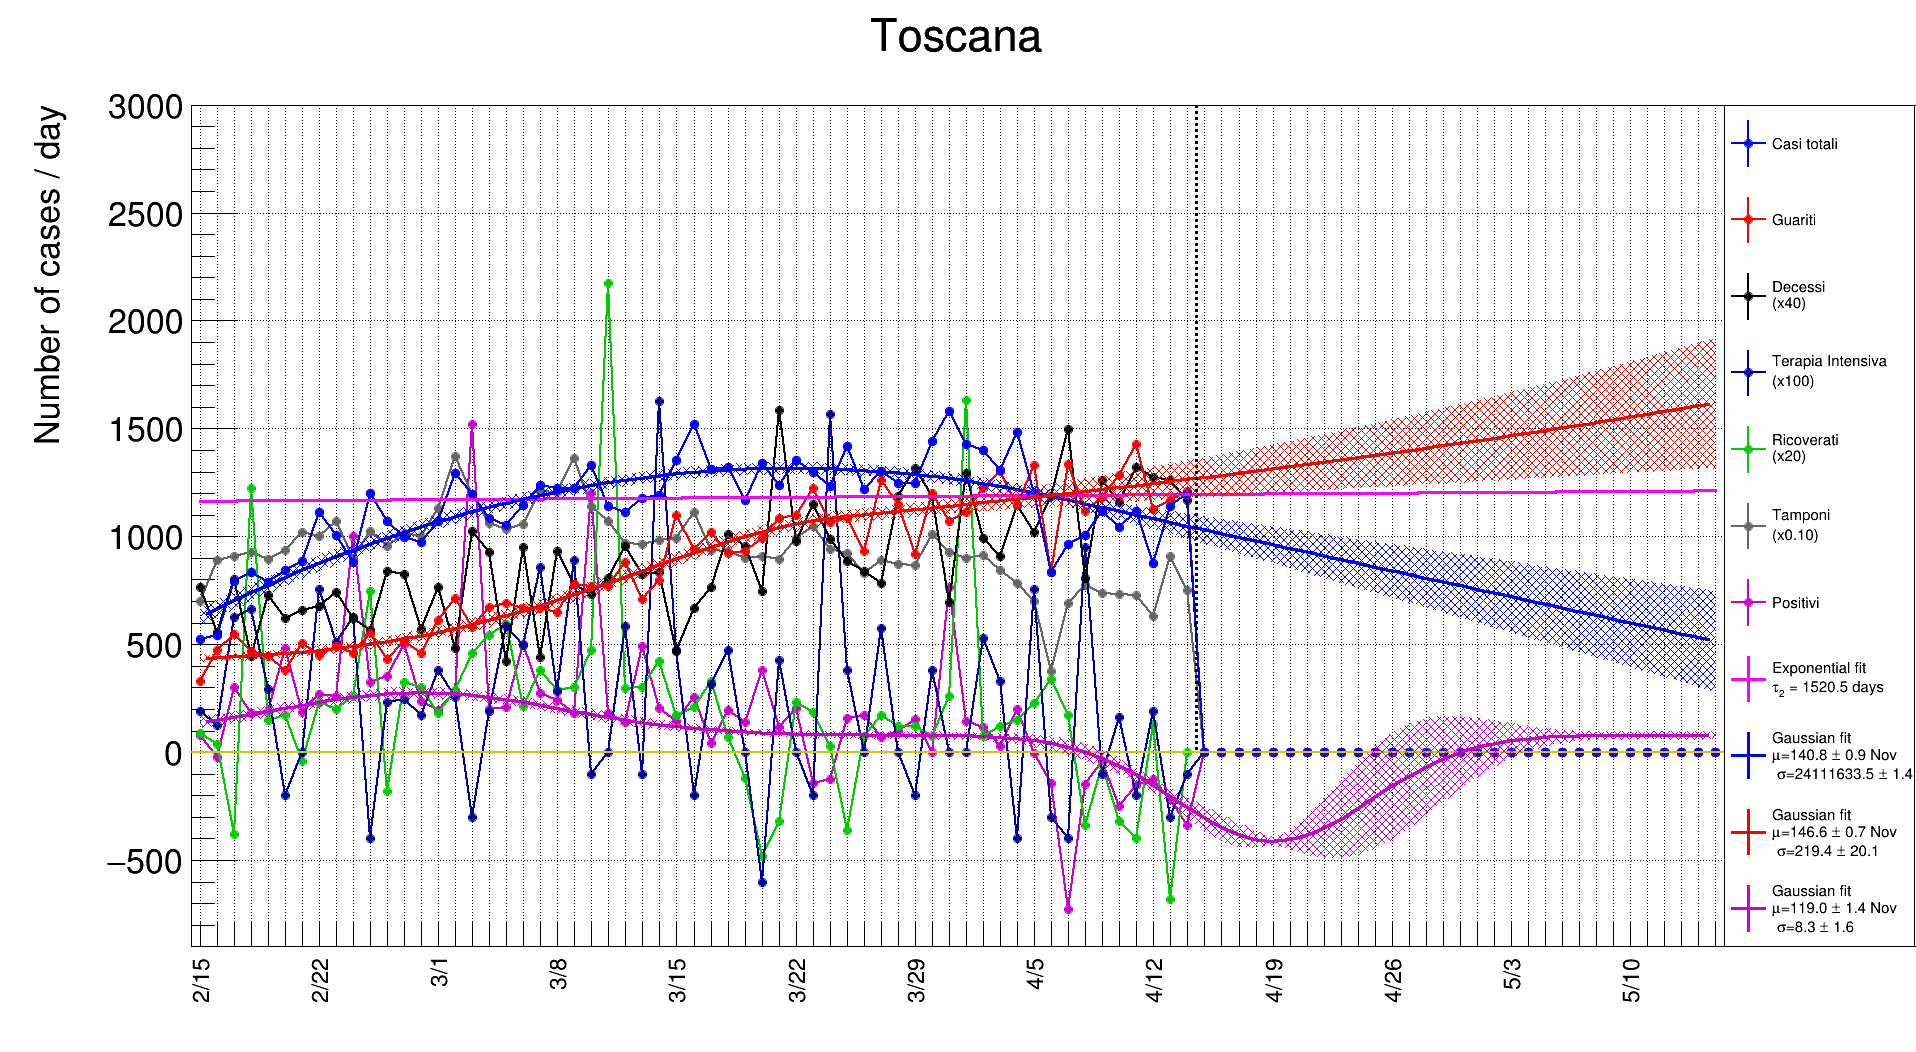 Toscana
Number of cases / day
3000
2500
2000
1500
1000
500
0
−500
2/15
2/22
3/1
3/8
3/15
3/22
3/29
4/5
4/12
4/19
4/26
5/3
5/10
Casi totali
Guariti
Decessi
(x40)
Terapia Intensiva
(x100)
Ricoverati
(x20)
Tamponi
(x0.10)
Positivi
Exponential fit
τ2 = 1520.5 days
Gaussian fit
μ=140.8 ± 0.9 Nov
σ=24111633.5 ± 1.4
Gaussian fit
μ=146.6 ± 0.7 Nov
σ=219.4 ± 20.1
Gaussian fit
μ=119.0 ± 1.4 Nov
σ=8.3 ± 1.6